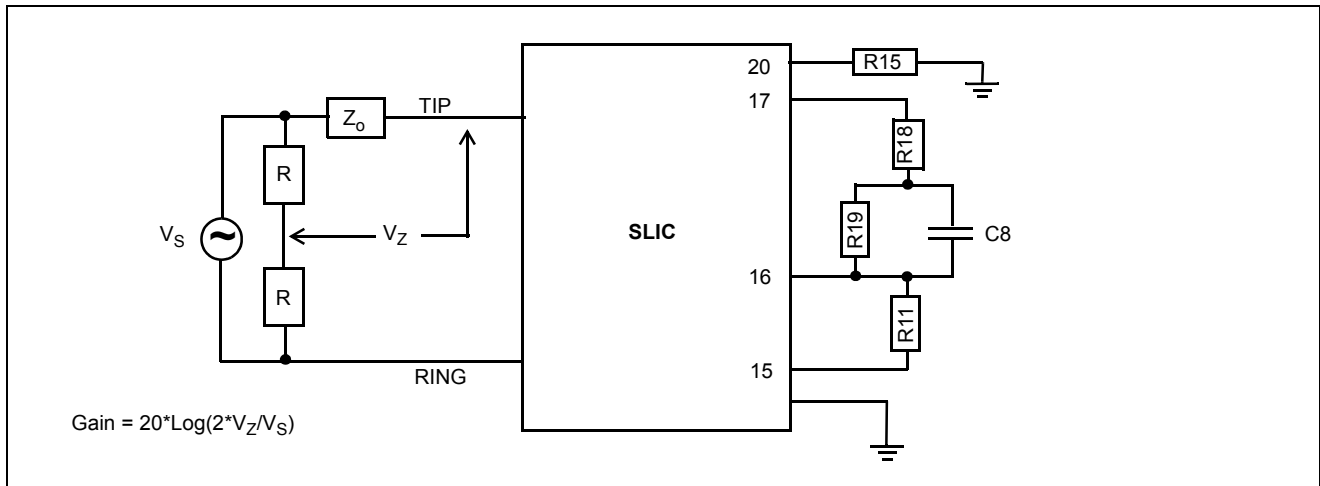 20
R15
17
TIP
Zo
R18
R
R19
VS
~
VZ
SLIC
C8
16
R
R11
15
RING
Gain = 20*Log(2*VZ/VS)